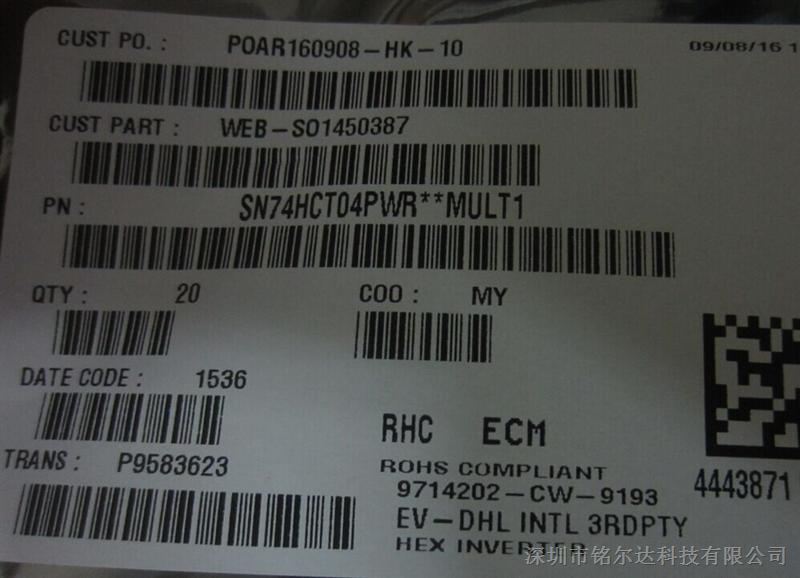 CUST PO. : POAR160908-HK-10
09/08/16 1
CUST PART : WEB-SO1450387
PN : SN74HCT04PWR**MULT1
QTY : 20 COO : MY
DATE CODE : 1536
RHC ECM
TRANS : P9583623
ROHS COMPLIANT
9714202-CW-9193
4443871
EV-DHL INTL 3RDPTY
HEX INVERTER
深圳市铭尔达科技有限公司